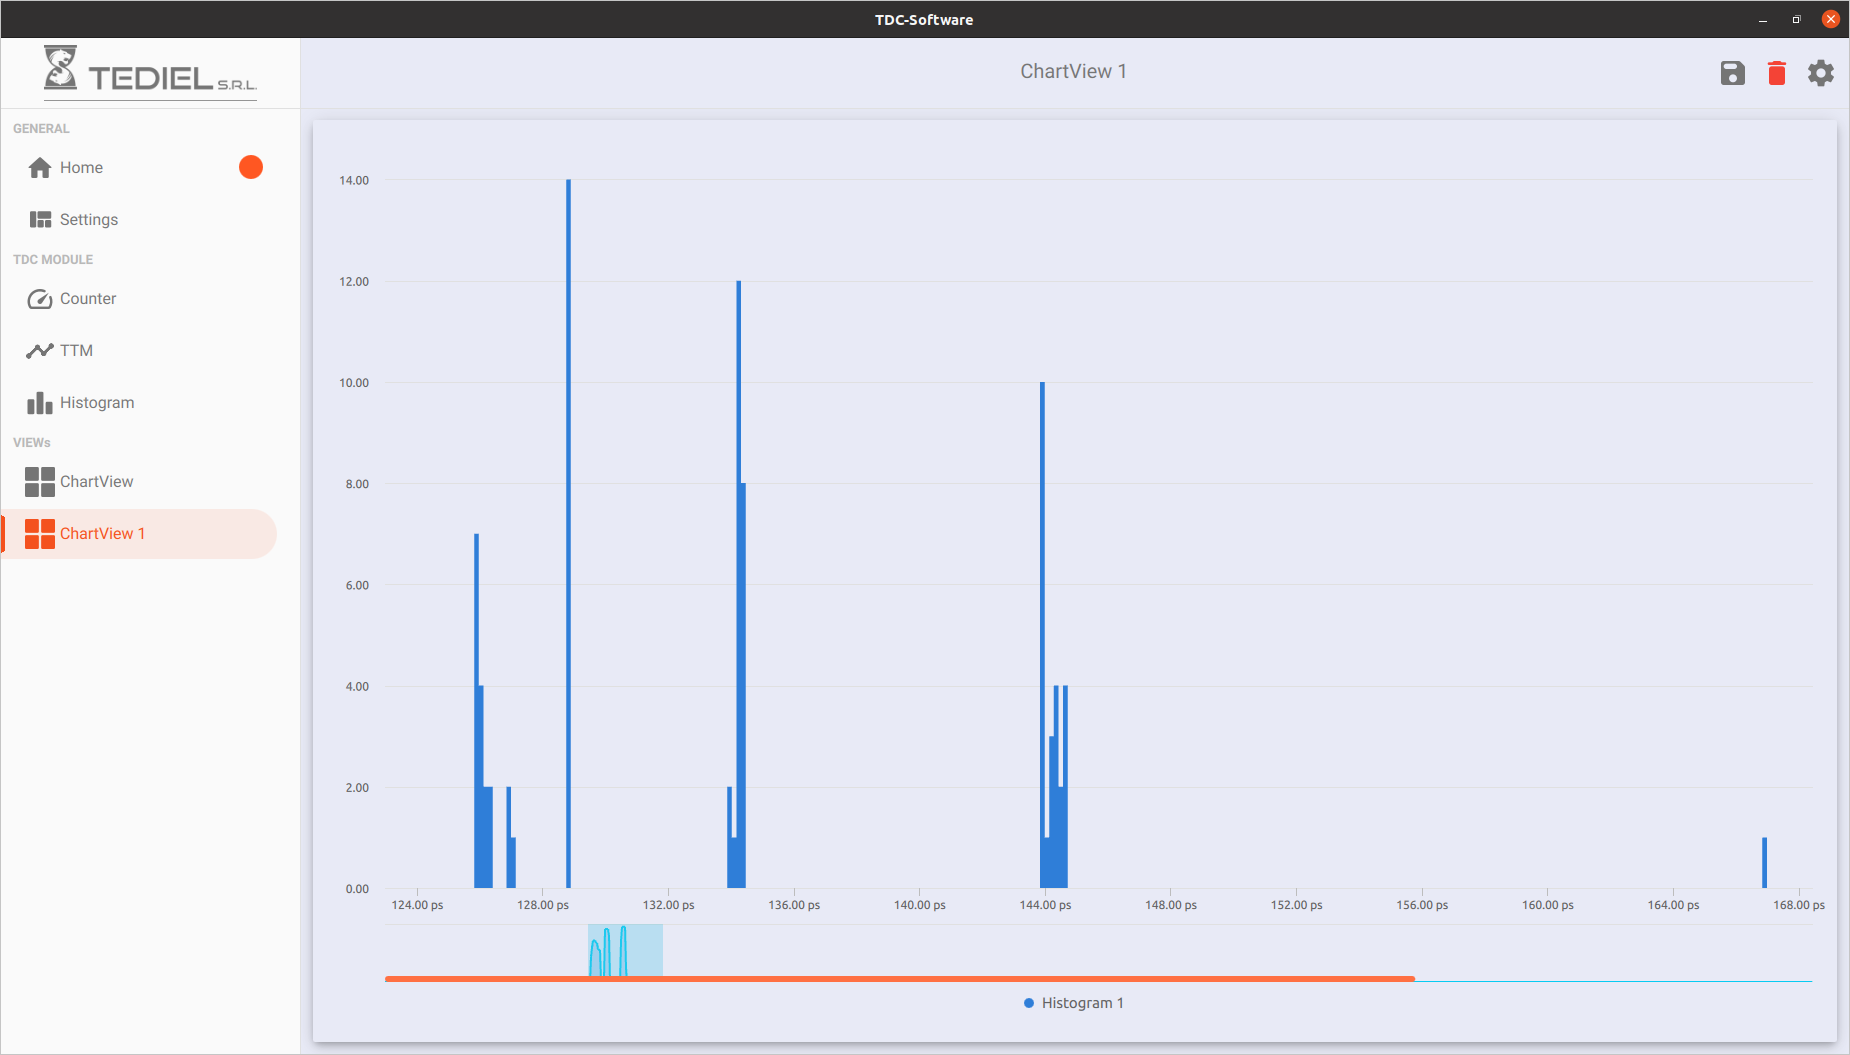 TDC-Software
TEDIEL S.R.L.
ChartView 1
GENERAL
Home
Settings
TDC MODULE
Counter
TTM
Histogram
VIEWs
ChartView
ChartView 1
14.00
12.00
10.00
8.00
6.00
4.00
2.00
0.00
124.00 ps 128.00 ps 132.00 ps 136.00 ps 140.00 ps 144.00 ps 148.00 ps 152.00 ps 156.00 ps 160.00 ps 164.00 ps 168.00 ps
Histogram 1